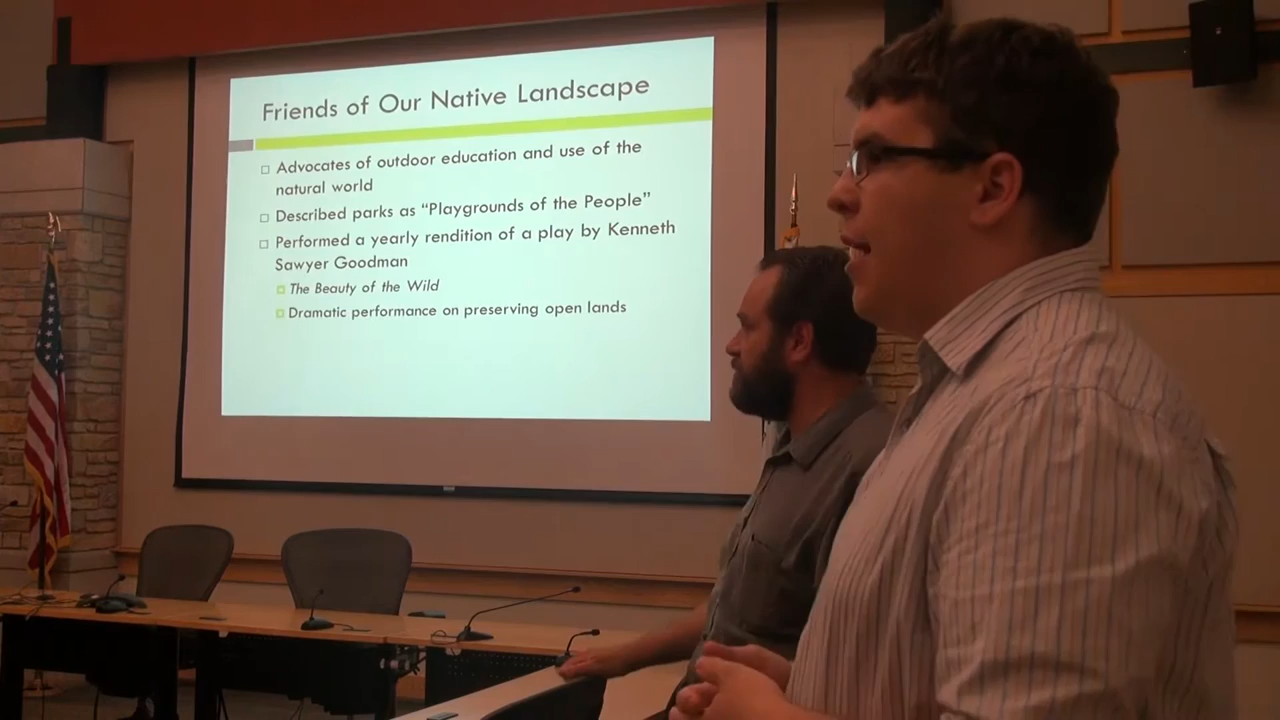 Friends of Our Native Landscape
Advocates of outdoor education and use of the
natural world
Described parks as “Playgrounds of the People”
Performed a yearly rendition of a play by Kenneth
Sawyer Goodman
The Beauty of the Wild
Dramatic performance on preserving open lands